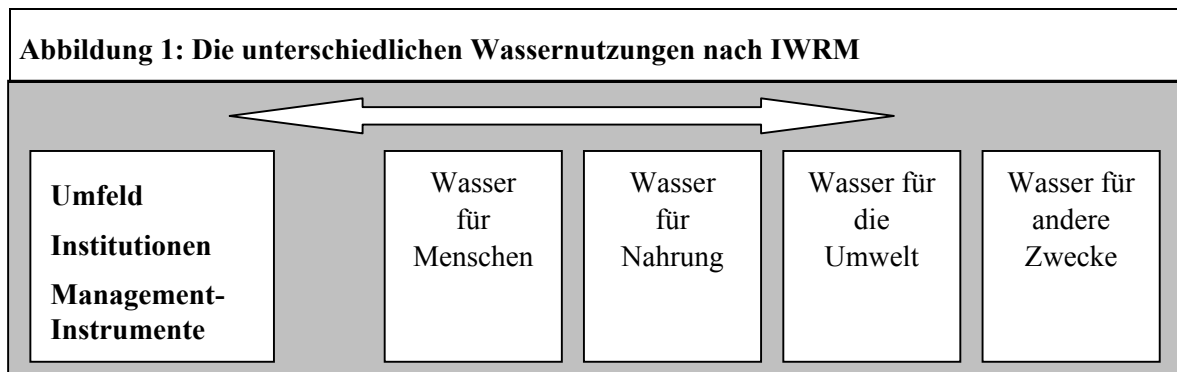 Abbildung 1: Die unterschiedlichen Wassernutzungen nach IWRM
Umfeld
Institutionen
Management-
Instrumente
Wasser
für
Menschen
Wasser
für
Nahrung
Wasser für
die
Umwelt
Wasser für
andere
Zwecke